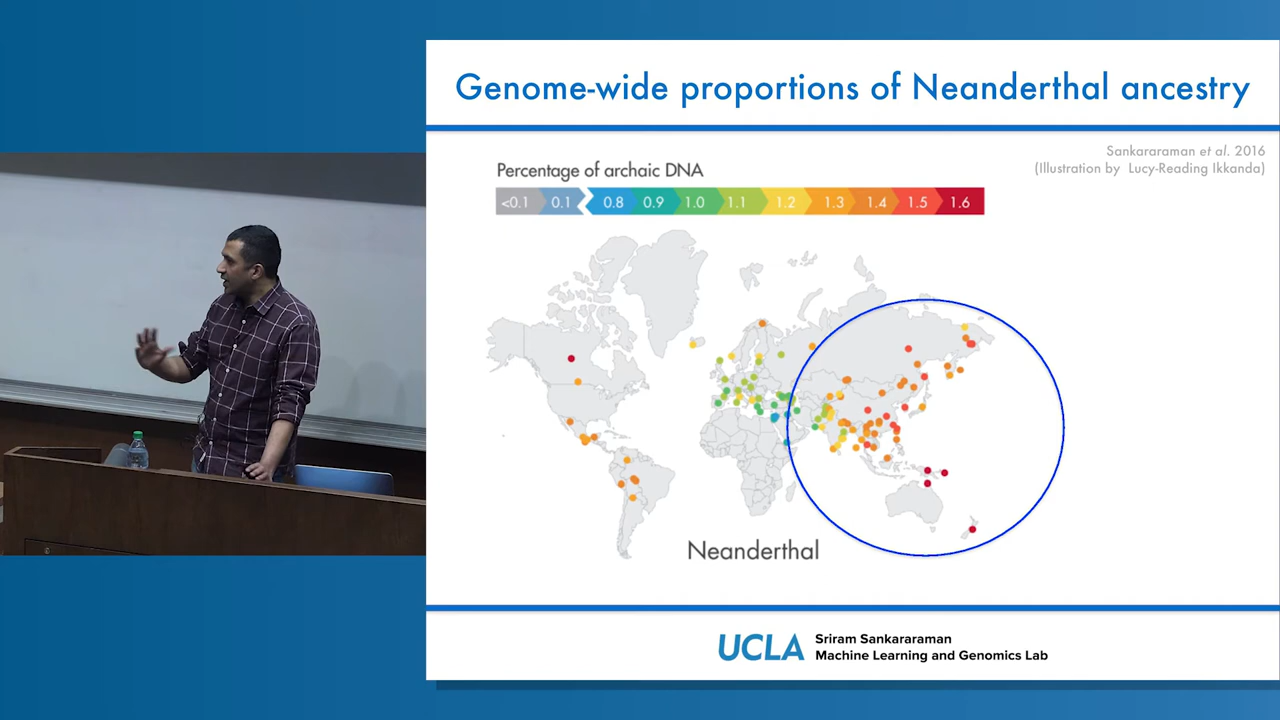 Genome-wide proportions of Neanderthal ancestry
Sankararaman et al. 2016
(Illustration by Lucy-Reading Ikkanda)
Percentage of archaic DNA
<0.1 0.1 0.8 0.9 1.0 1.1 1.2 1.3 1.4 1.5 1.6
Neanderthal
UCLA
Sriram Sankararaman
Machine Learning and Genomics Lab